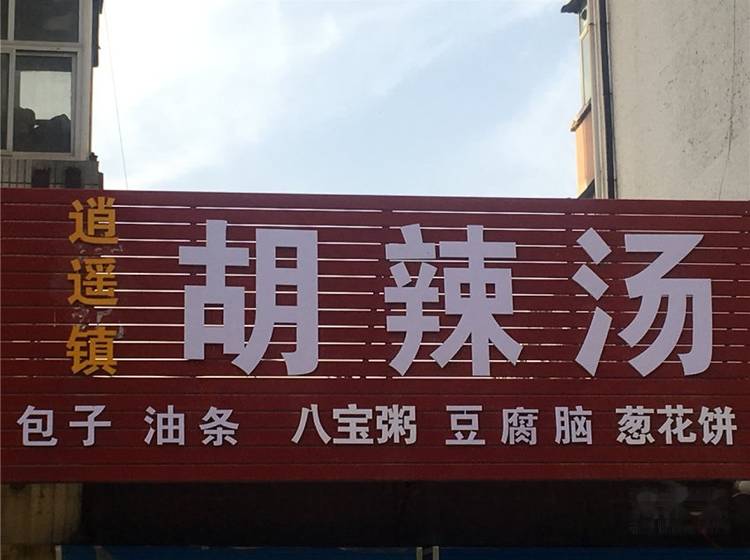 逍遥镇
胡辣汤
包子 油条 八宝粥 豆腐脑 葱花饼